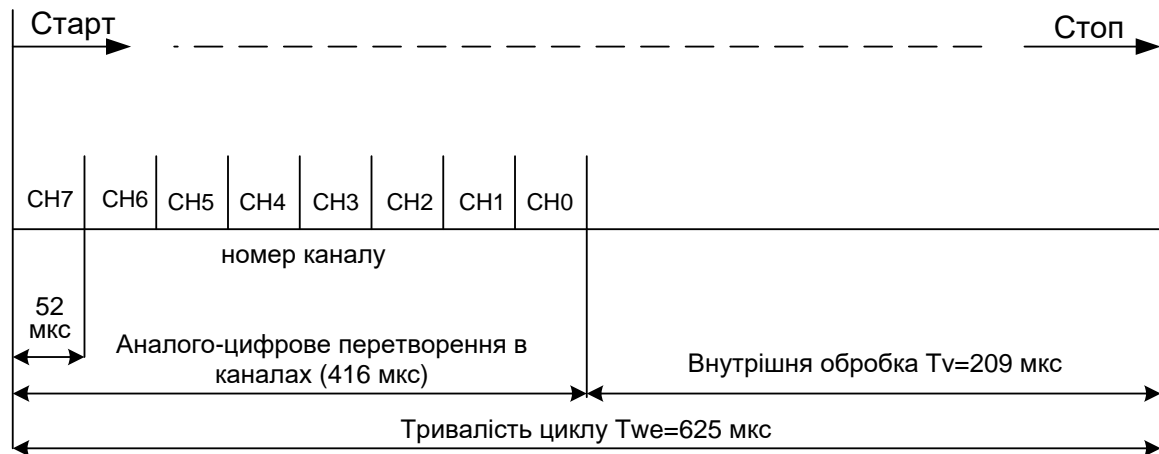 Старт
Стоп
CH7 CH6 CH5 CH4 CH3 CH2 CH1 CH0
номер каналу
52
мкс
Аналого-цифрове перетворення в
каналах (416 мкс)
Внутрішня обробка Tv=209 мкс
Тривалість циклу Twe=625 мкс